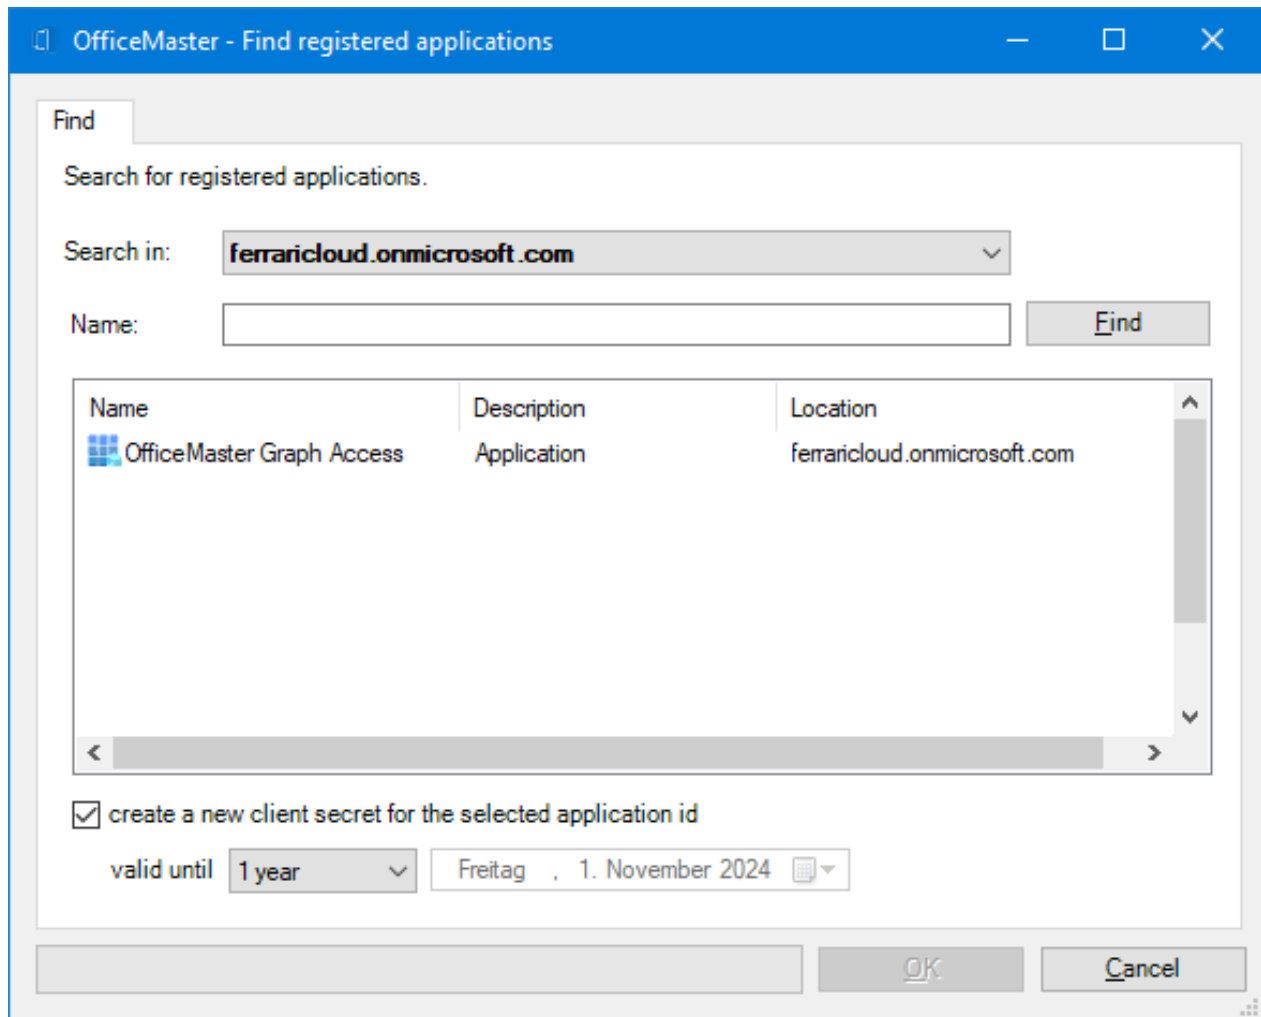 OfficeMaster - Find registered applications
Find
Search for registered applications.
Search in: ferraricloud.onmicrosoft.com
Name: Find
Name Description Location
OfficeMaster Graph Access Application ferraricloud.onmicrosoft.com
create a new client secret for the selected application id
valid until 1 year Freitag , 1. November 2024
OK Cancel